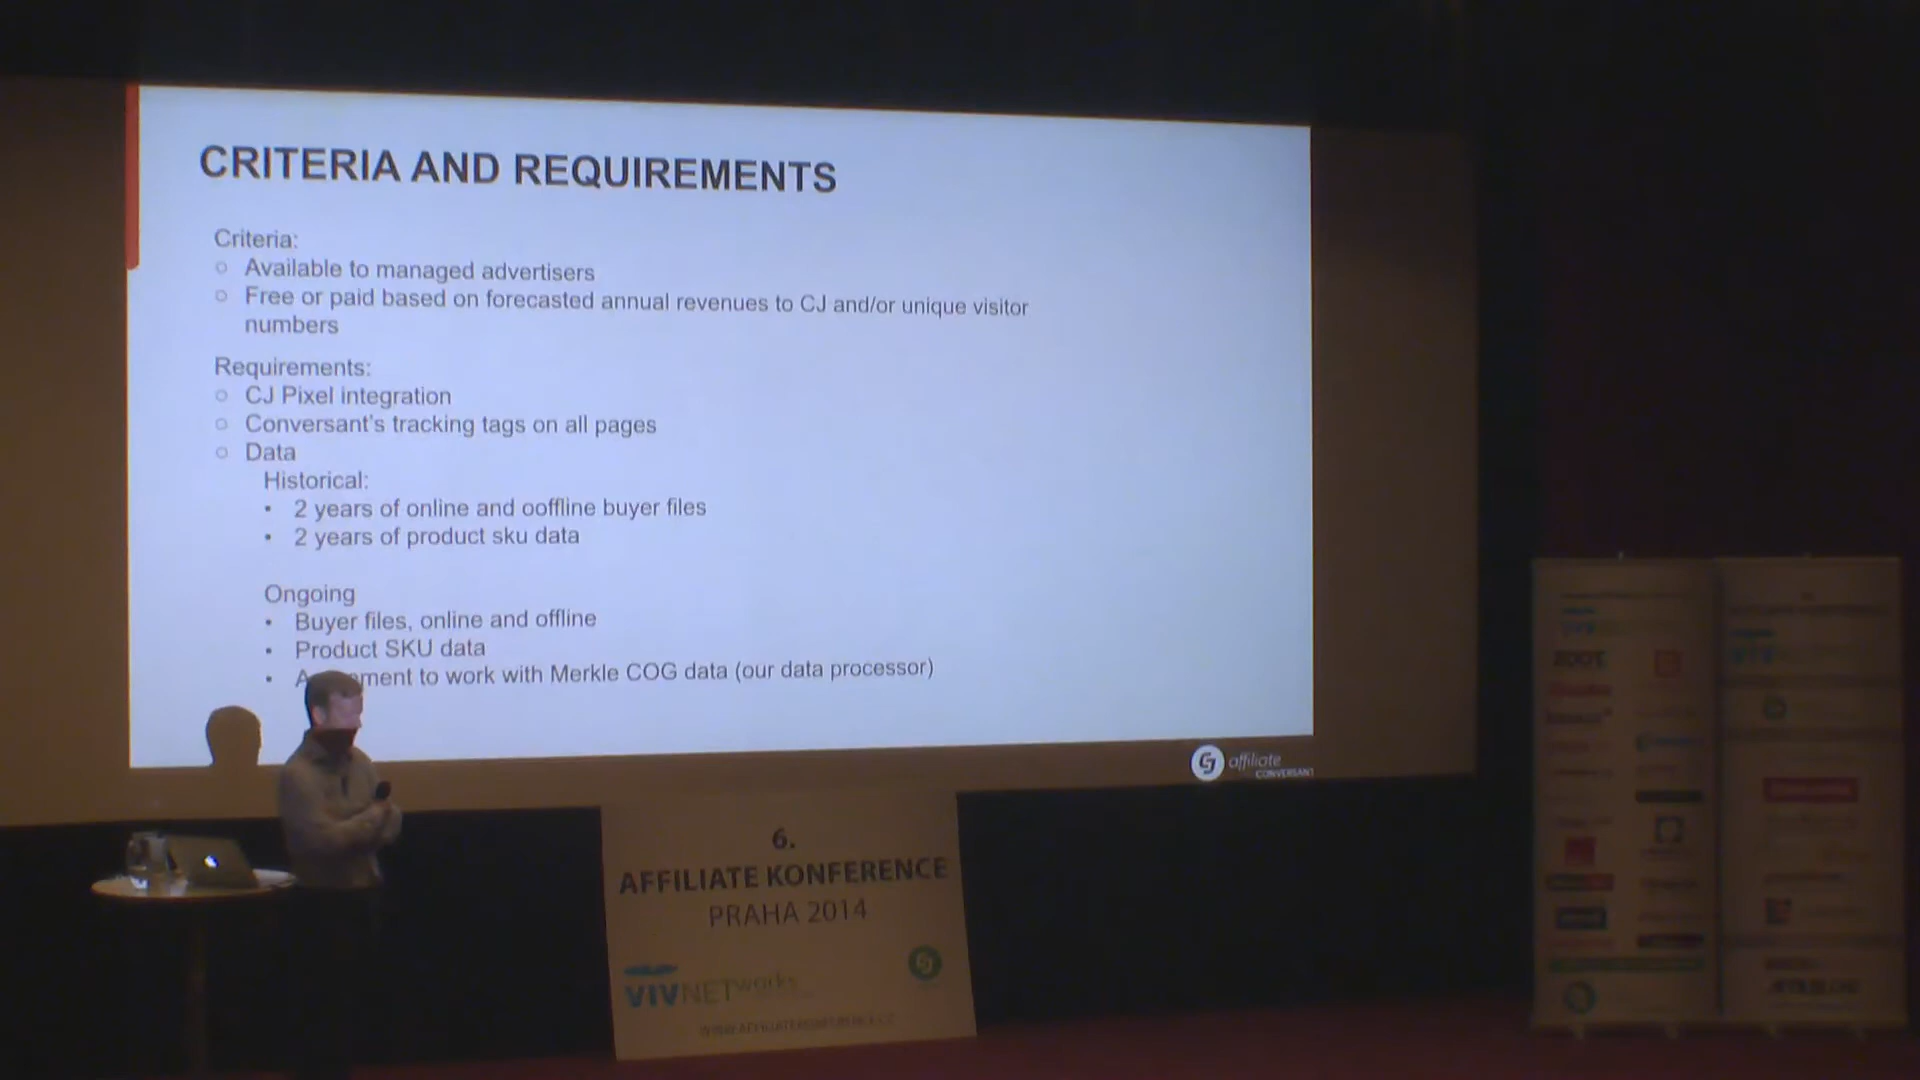 CRITERIA AND REQUIREMENTS
Criteria:
Available to managed advertisers
Free or paid based on forecasted annual revenues to CJ and/or unique visitor
numbers
Requirements:
CJ Pixel integration
Conversant's tracking tags on all pages
Data
Historical:
• 2 years of online and ooffline buyer files
• 2 years of product sku data
Ongoing
• Buyer files, online and offline
• Product SKU data
• to work with Merkle COG data (our data processor)
CJ affiliate
CONVERSANT
6.
AFFILIATE KONFERENCE
PRAHA 2014
VIVNETworks